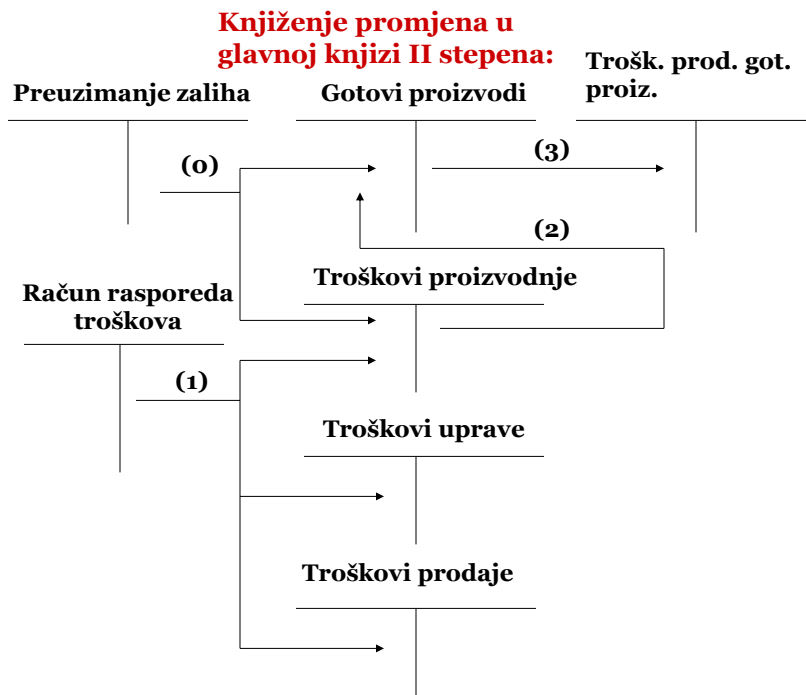 Knjiženje promjena u
glavnoj knjizi II stepena:
Preuzimanje zaliha
Gotovi proizvodi
Trošk. prod. got.
proiz.
(0)
(3)
(2)
Račun rasporeda
troškova
Troškovi proizvodnje
(1)
Troškovi uprave
Troškovi prodaje